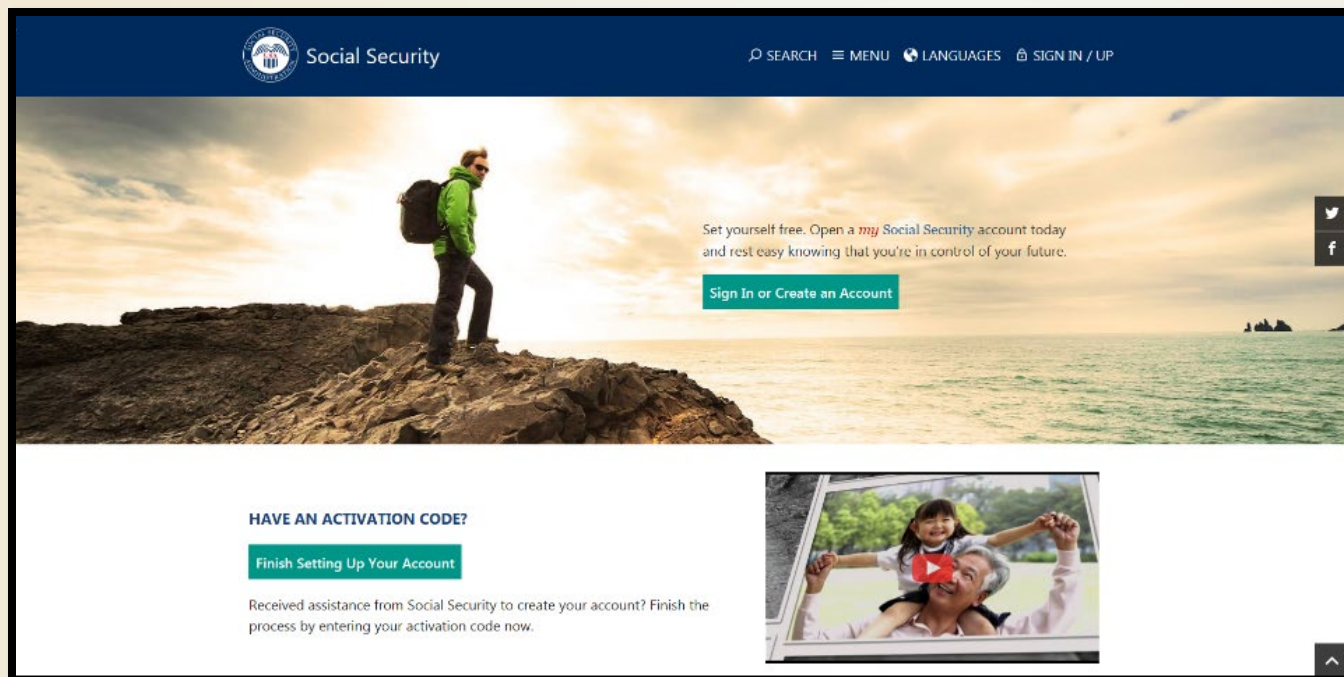 Social Security
SEARCH MENU LANGUAGES SIGN IN / UP
Set yourself free. Open a my Social Security account today
and rest easy knowing that you're in control of your future.
Sign In or Create an Account
HAVE AN ACTIVATION CODE?
Finish Setting Up Your Account
Received assistance from Social Security to create your account? Finish the
process by entering your activation code now.